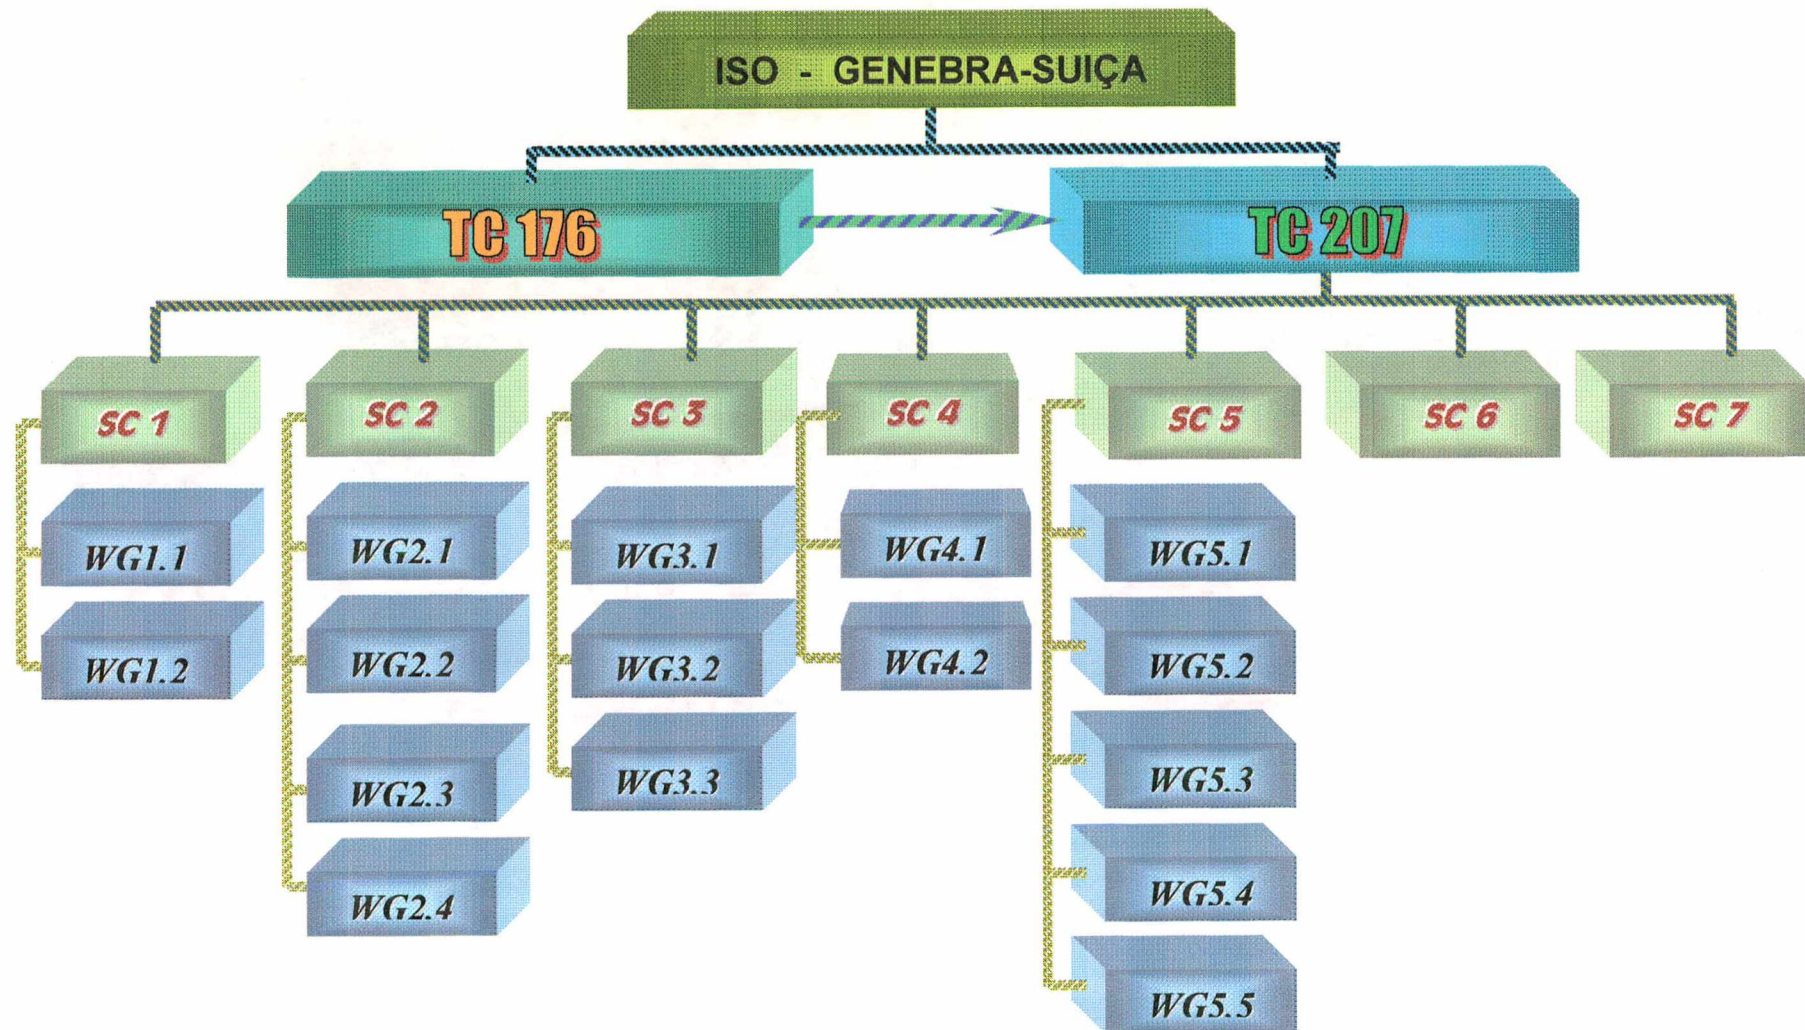 ISO - GENEBRA-SUIÇA
TC 176
TC 207
SC 1
SC 2
SC 3
SC 4
SC 5
SC 6
SC 7
WG1.1
WG2.1
WG3.1
WG4.1
WG5.1
WG1.2
WG2.2
WG3.2
WG4.2
WG5.2
WG2.3
WG3.3
WG5.3
WG2.4
WG5.4
WG5.5